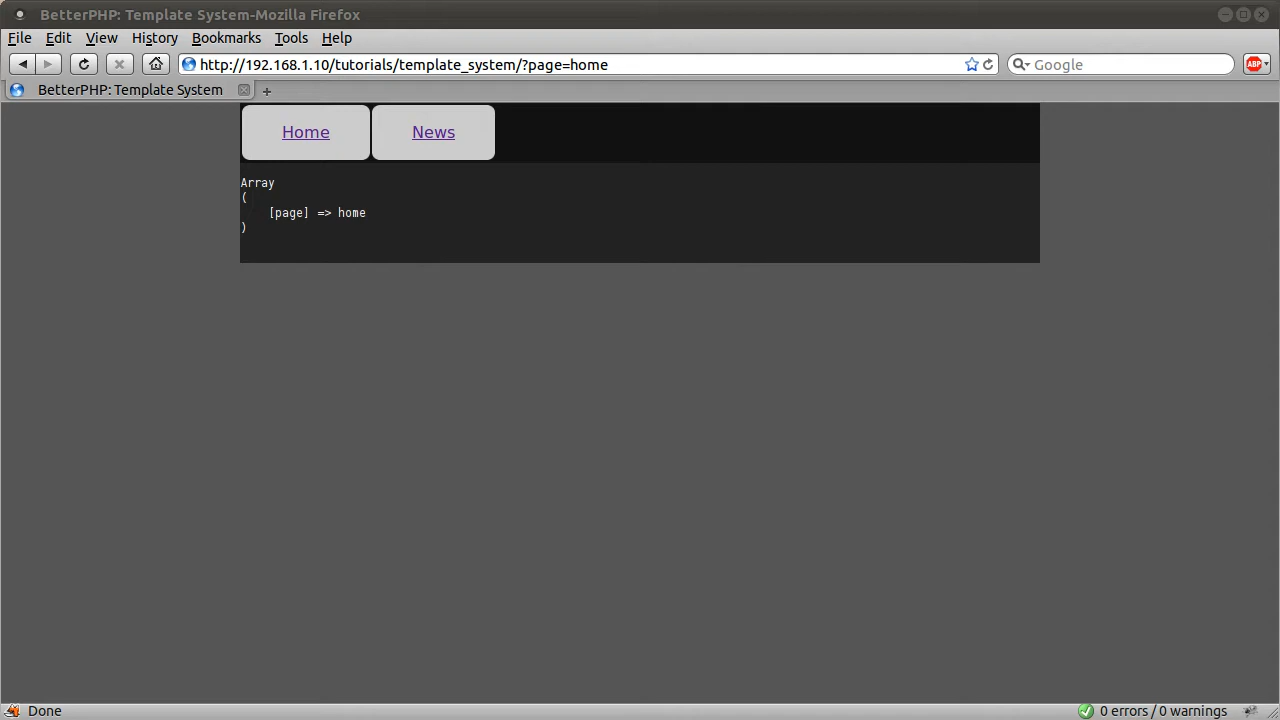 BetterPHP: Template System-Mozilla Firefox
File Edit View History Bookmarks Tools Help
http://192.168.1.10/tutorials/template_system/?page=home Google ABP
BetterPHP: Template System
Home News
Array
(
    [page] => home
)
Done 0 errors / 0 warnings